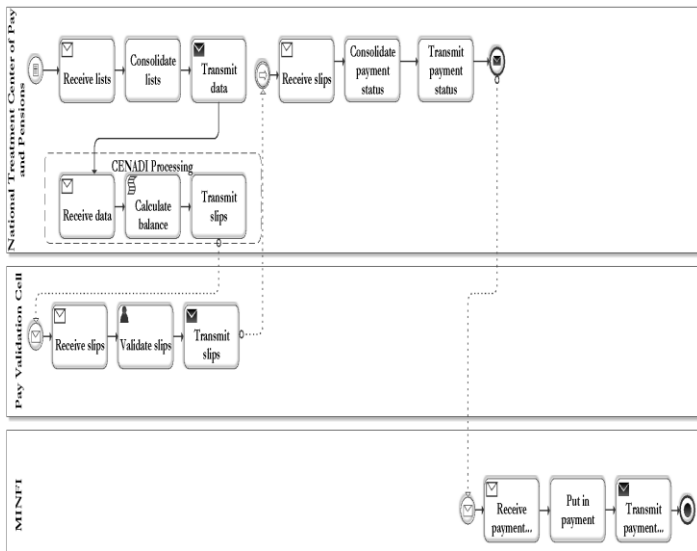 National Treatment Center of Pay
and Pensions
Receive lists
Consolidate
lists
Transmit
data
Receive slips
Consolidate
payment
status
Transmit
payment
status
CENADI Processing
Receive data
Calculate
balance
Transmit
slips
Pay Validation Cell
Receive slips
Validate slips
Transmit
slips
MINFI
Receive
payment...
Put in
payment
Transmit
payment...